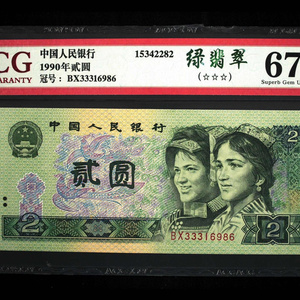 CG
中国人民银行
15342282
绿翡翠
67
ARRANTY
1990年贰圆
(☆☆☆)
Superb Gem U
冠号: BX33316986
中国人民银行
贰圆
BX33316986
2
2